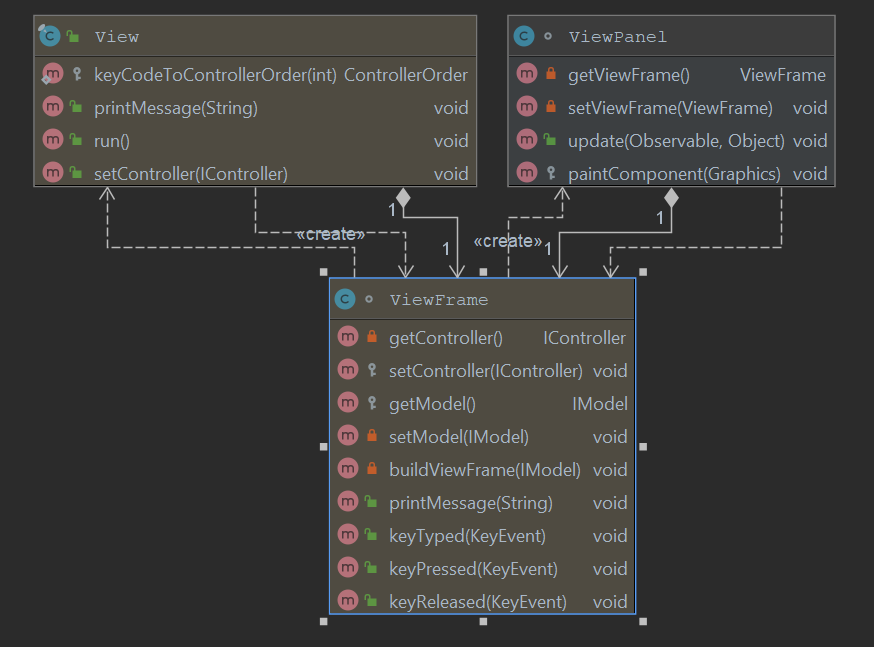 View
keyCodeToControllerOrder(int) ControllerOrder
printMessage(String) void
run() void
setController(IController) void
ViewPanel
getViewFrame() ViewFrame
setViewFrame(ViewFrame) void
update(Observable, Object) void
paintComponent(Graphics) void
1
1
«create»
1
1
«create»
ViewFrame
getController() IController
setController(IController) void
getModel() IModel
setModel(IModel) void
buildViewFrame(IModel) void
printMessage(String) void
keyTyped(KeyEvent) void
keyPressed(KeyEvent) void
keyReleased(KeyEvent) void